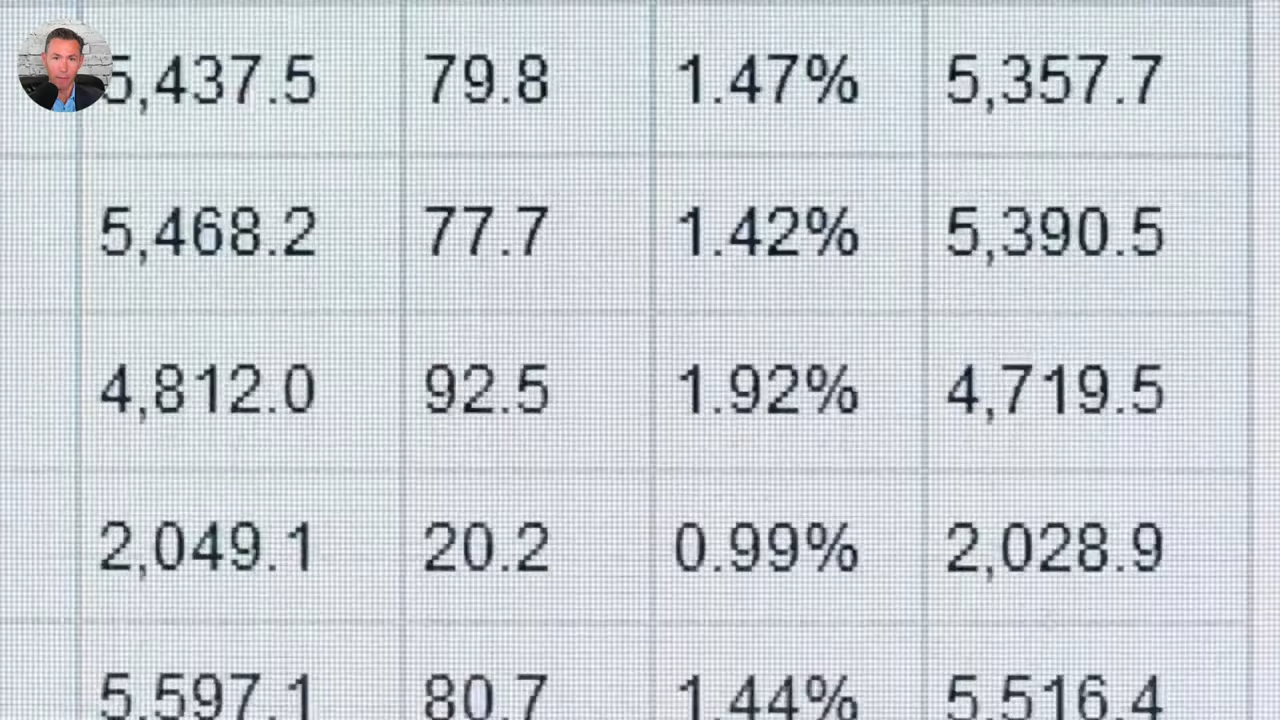 5,437.5 79.8 1.47% 5,357.7
5,468.2 77.7 1.42% 5,390.5
4,812.0 92.5 1.92% 4,719.5
2,049.1 20.2 0.99% 2,028.9
5,597.1 80.7 1.44% 5,516.4